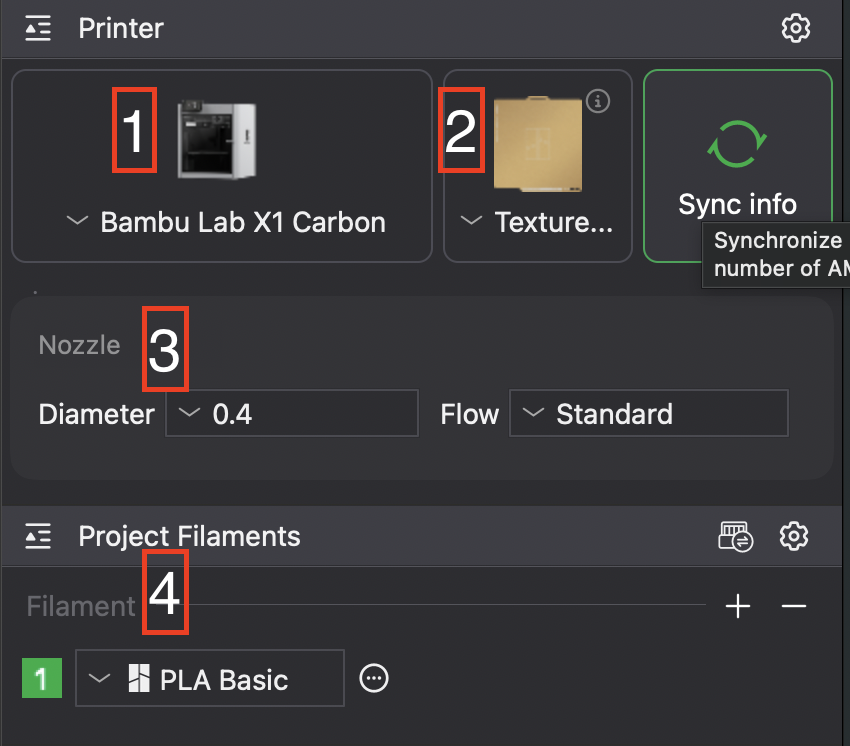 Printer
1
2
Bambu Lab X1 Carbon
Texture...
Sync info
Synchronize
number of AM
Nozzle
3
Diameter
0.4
Flow
Standard
Project Filaments
Filament
4
1
PLA Basic